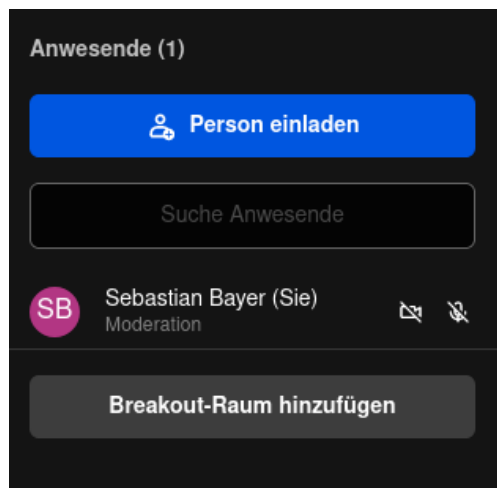 Anwesende (1)
Person einladen
Suche Anwesende
SB
Sebastian Bayer (Sie)
Moderation
Breakout-Raum hinzufügen